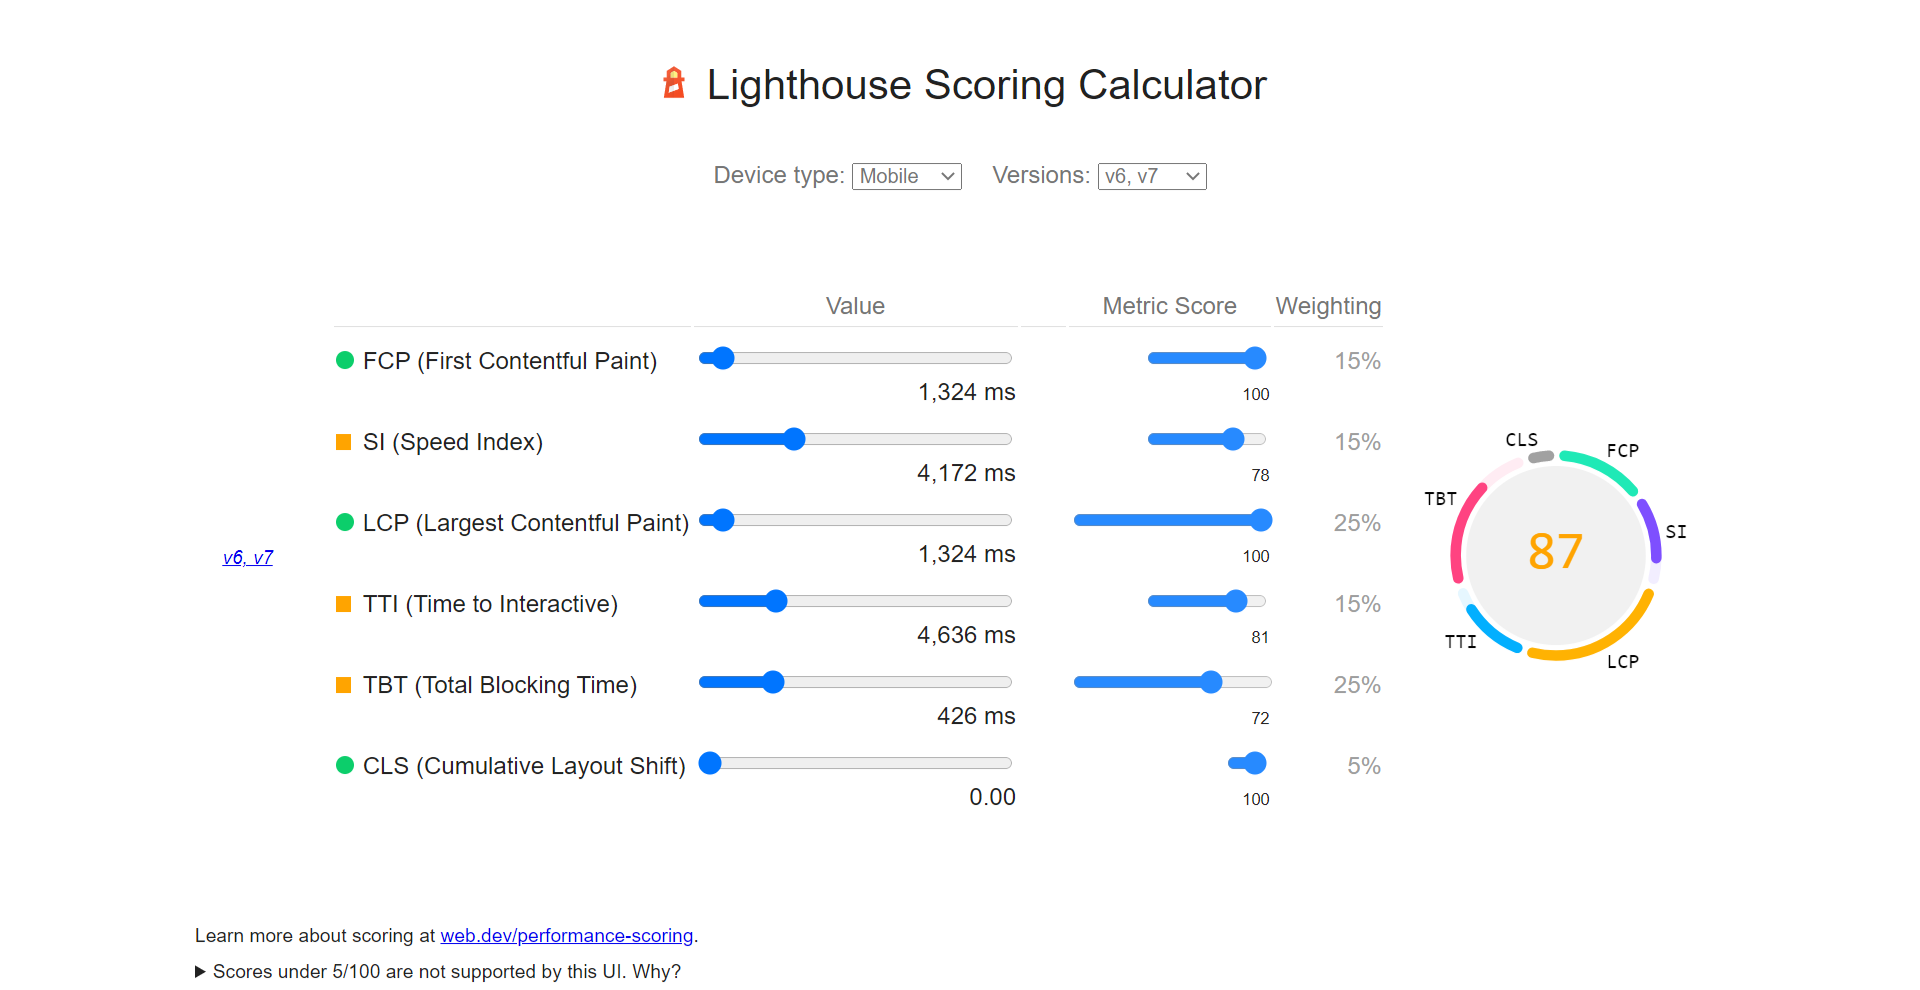 Lighthouse Scoring Calculator
Device type: Mobile Versions: v6, v7
Value Metric Score Weighting
FCP (First Contentful Paint) 15%
1,324 ms 100
SI (Speed Index) 15%
4,172 ms 78
LCP (Largest Contentful Paint) 25%
1,324 ms 100
v6, v7
TTI (Time to Interactive) 15%
4,636 ms 81
TBT (Total Blocking Time) 25%
426 ms 72
CLS (Cumulative Layout Shift) 5%
0.00 100
CLS
FCP
TBT
SI
87
TTI
LCP
Learn more about scoring at web.dev/performance-scoring.
Scores under 5/100 are not supported by this UI. Why?